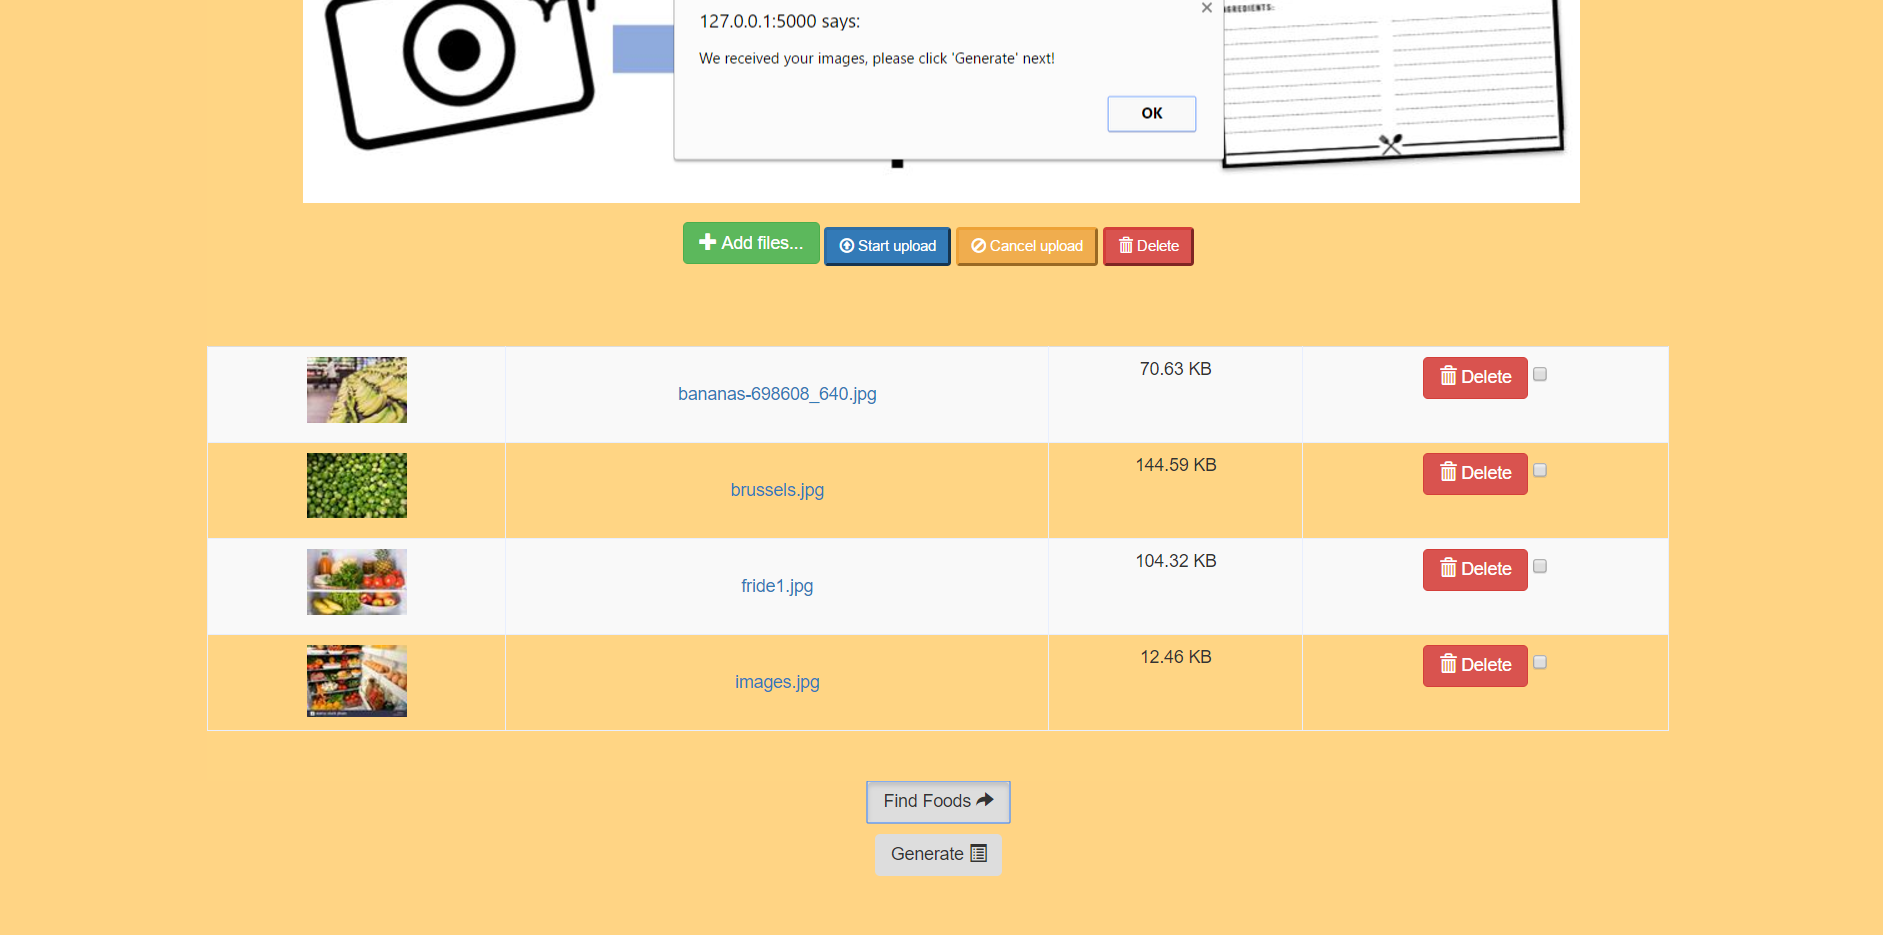 127.0.0.1:5000 says:
We received your images, please click 'Generate' next!
OK
Add files...
Start upload
Cancel upload
Delete
bananas-698608_640.jpg
70.63 KB
Delete
brussels.jpg
144.59 KB
Delete
fride1.jpg
104.32 KB
Delete
images.jpg
12.46 KB
Delete
Find Foods
Generate